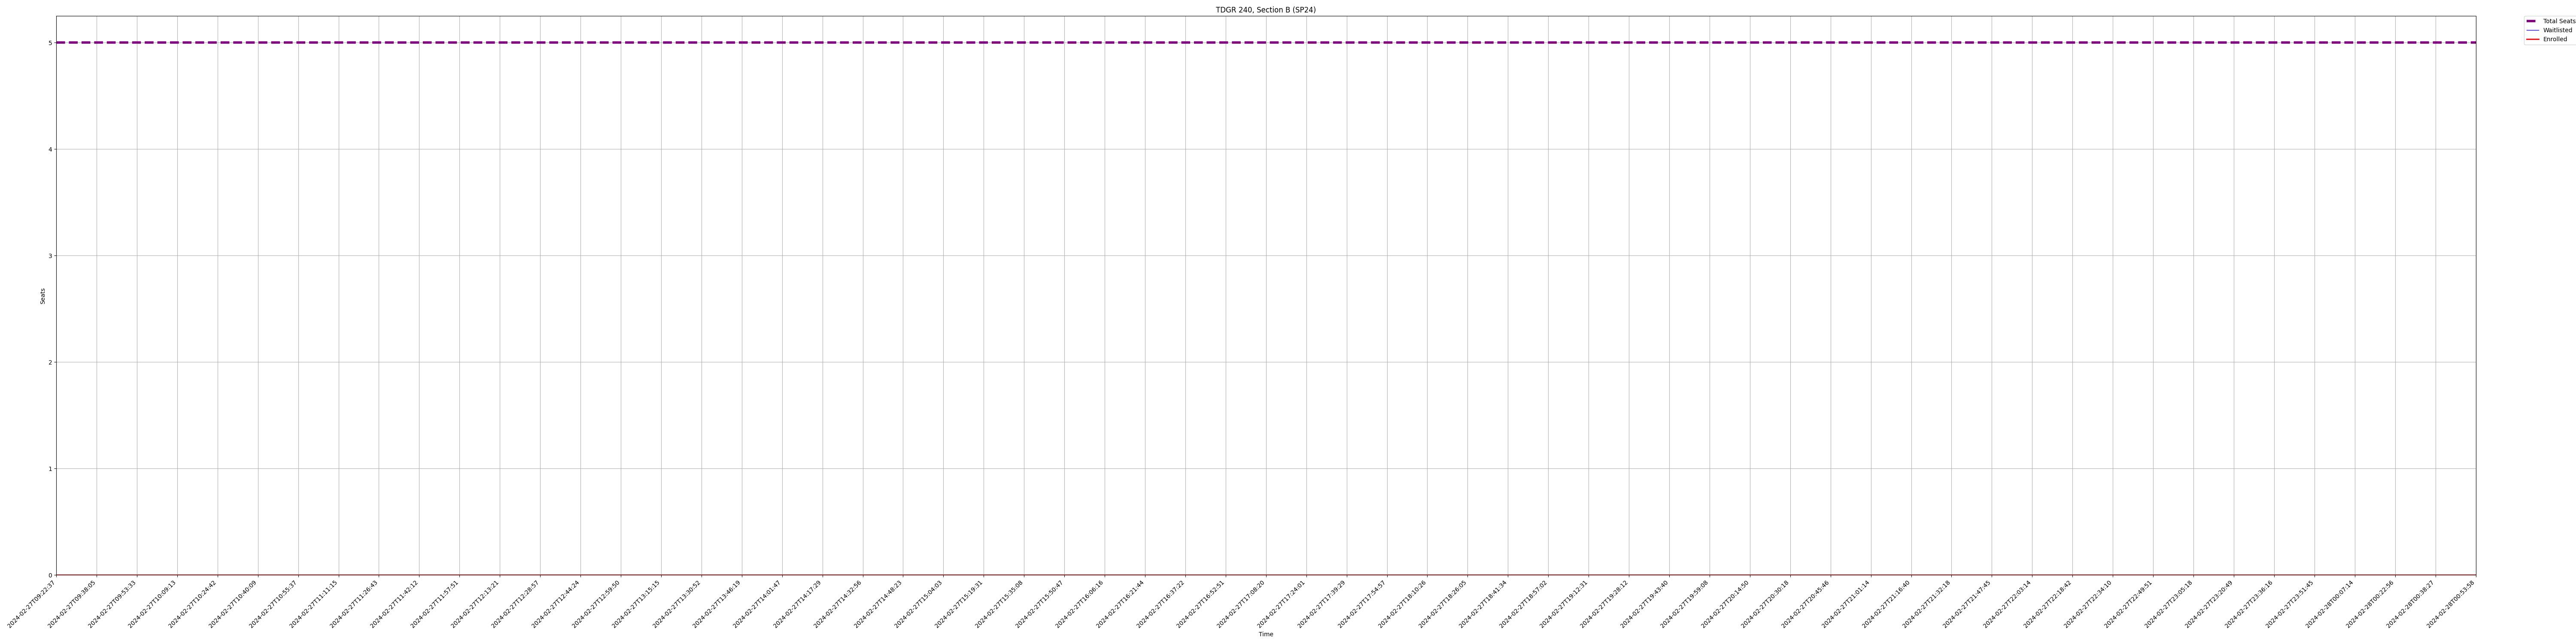 TDGR 240, Section B (SP24)
Total Seats
Waitlisted
Enrolled
5
4
3
2
1
0
Seats
2024-02-27T09:22:37
2024-02-27T09:38:05
2024-02-27T09:53:33
2024-02-27T10:09:13
2024-02-27T10:24:42
2024-02-27T10:40:09
2024-02-27T10:55:37
2024-02-27T11:11:15
2024-02-27T11:26:43
2024-02-27T11:42:12
2024-02-27T11:57:51
2024-02-27T12:13:21
2024-02-27T12:28:57
2024-02-27T12:44:24
2024-02-27T12:59:50
2024-02-27T13:15:15
2024-02-27T13:30:52
2024-02-27T13:46:19
2024-02-27T14:01:47
2024-02-27T14:17:29
2024-02-27T14:32:56
2024-02-27T14:48:23
2024-02-27T15:04:03
2024-02-27T15:19:31
2024-02-27T15:35:08
2024-02-27T15:50:47
2024-02-27T16:06:16
2024-02-27T16:21:44
2024-02-27T16:37:22
2024-02-27T16:52:51
2024-02-27T17:08:20
2024-02-27T17:24:01
2024-02-27T17:39:29
2024-02-27T17:54:57
2024-02-27T18:10:26
2024-02-27T18:26:05
2024-02-27T18:41:34
2024-02-27T18:57:02
2024-02-27T19:12:31
2024-02-27T19:28:12
2024-02-27T19:43:40
2024-02-27T19:59:08
2024-02-27T20:14:50
2024-02-27T20:30:18
2024-02-27T20:45:46
2024-02-27T21:01:14
2024-02-27T21:16:40
2024-02-27T21:32:18
2024-02-27T21:47:45
2024-02-27T22:03:14
2024-02-27T22:18:42
2024-02-27T22:34:10
2024-02-27T22:49:51
2024-02-27T23:05:18
2024-02-27T23:20:49
2024-02-27T23:36:16
2024-02-27T23:51:45
2024-02-28T00:07:14
2024-02-28T00:22:56
2024-02-28T00:38:27
2024-02-28T00:53:58
Time